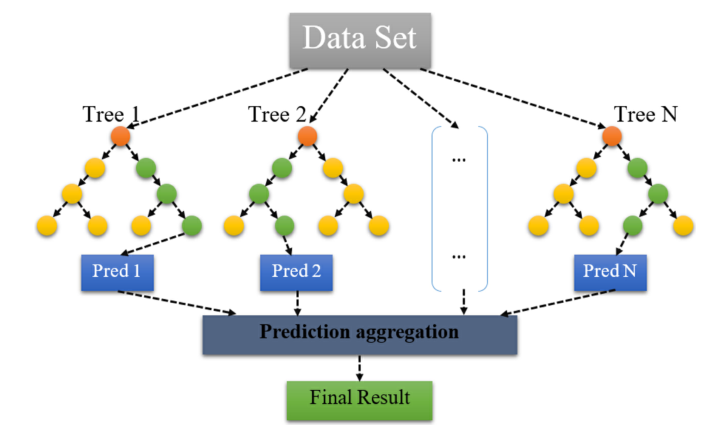 Data Set
Tree 1
Tree 2
Tree N
...
...
Pred 1
Pred 2
Pred N
Prediction aggregation
Final Result